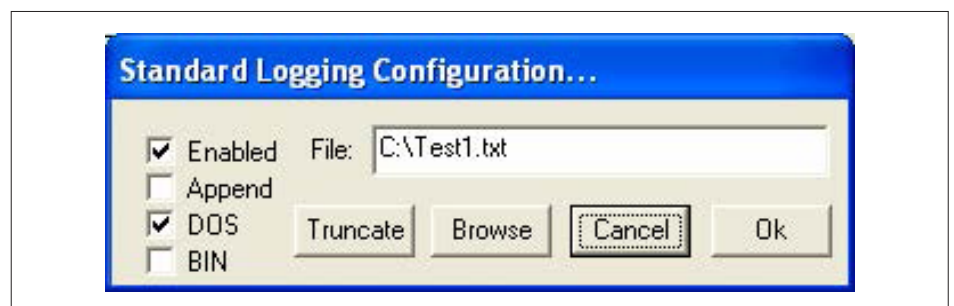 Standard Logging Configuration...
Enabled
File: C:\Test1.txt
Append
DOS
Truncate Browse Cancel Ok
BIN